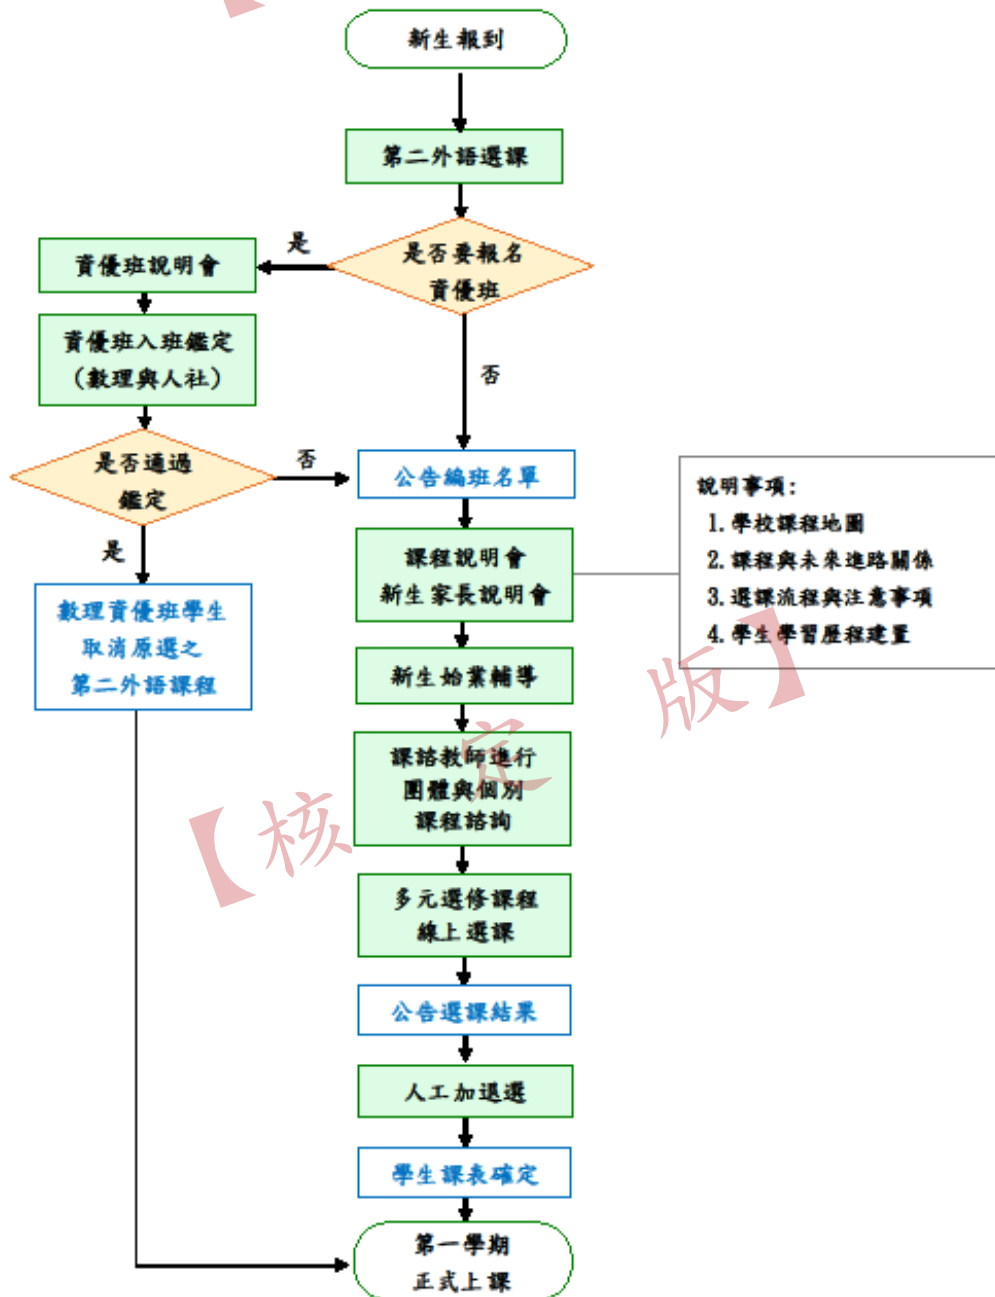 新生報到
第二外語選課
是否要報名
資優班
是
否
資優班說明會
資優班入班鑑定
(數理與人社)
是否通過
鑑定
否
是
數理資優班學生
取消原選之
第二外語課程
公告編班名單
課程說明會
新生家長說明會
說明事項:
1.學校課程地圖
2.課程與未來進路關係
3.選課流程與注意事項
4.學生學習歷程建置
新生始業輔導
課諮教師進行
團體與個別
課程諮詢
多元選修課程
線上選課
公告選課結果
人工加退選
學生課表確定
第一學期
正式上課
【核定版】
【